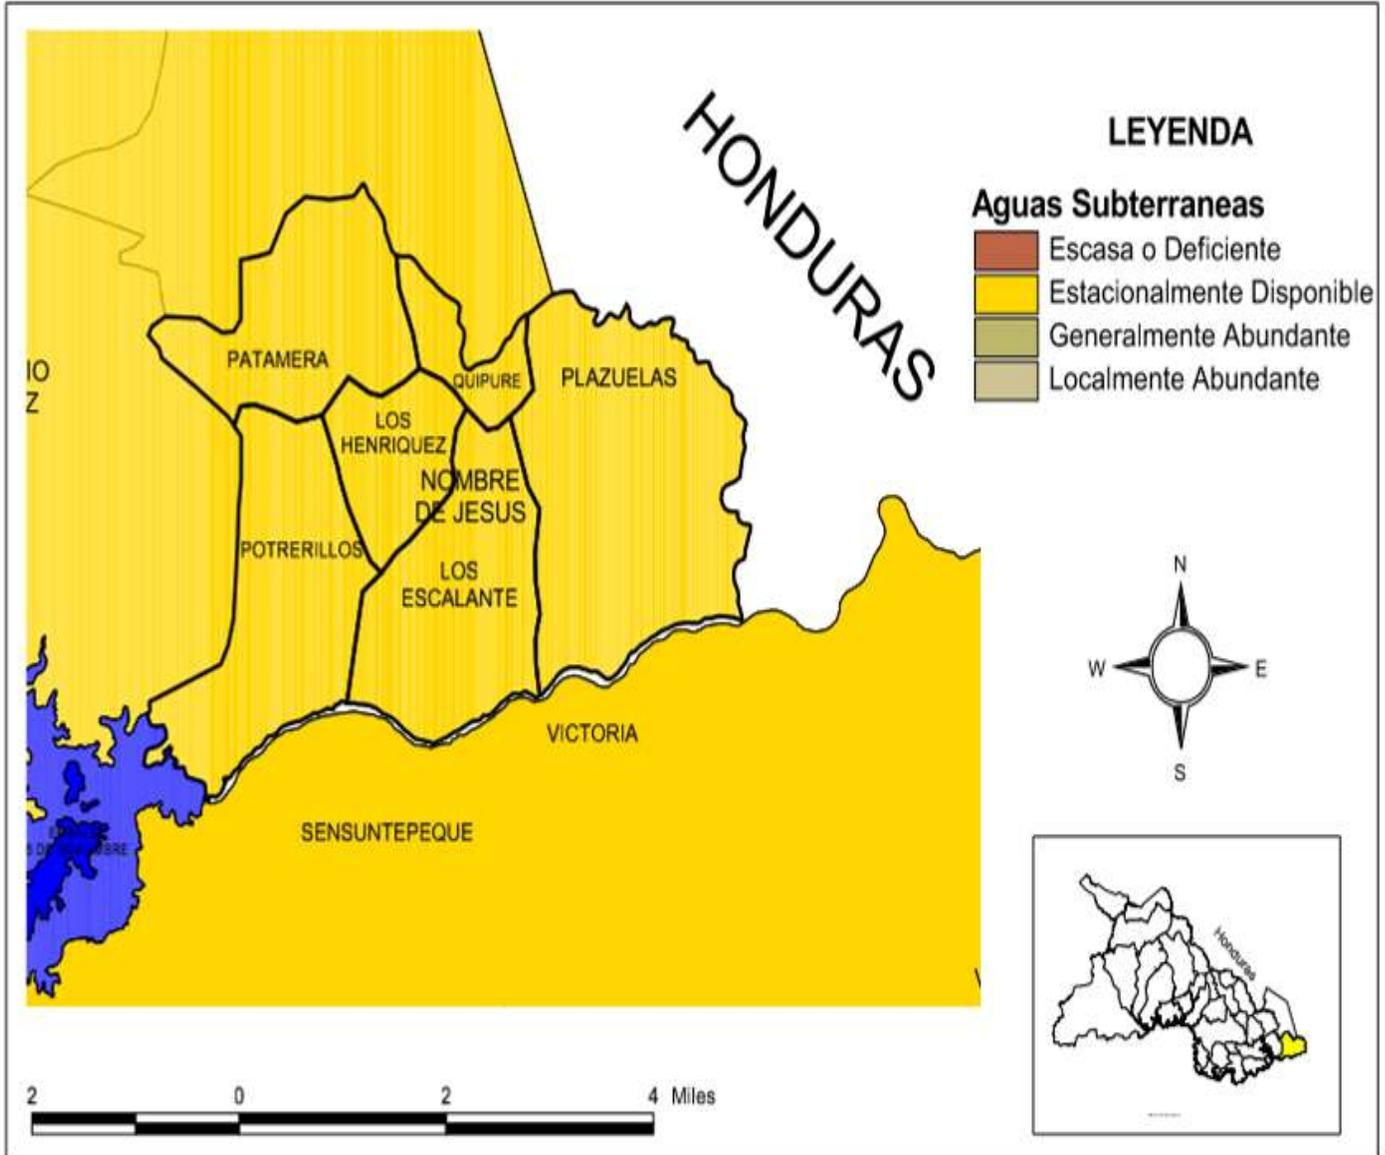 HONDURAS
LEYENDA
Aguas Subterraneas
Escasa o Deficiente
Estacionalmente Disponible
Generalmente Abundante
Localmente Abundante
IO
Z
PATAMERA
QUIPURE
PLAZUELAS
LOS
HENRIQUEZ
NOMBRE
DE JESUS
POTRERILLOS
LOS
ESCALANTE
VICTORIA
SENSUNTEPEQUE
N
W
E
S
Honduras
2 0 2 4 Miles